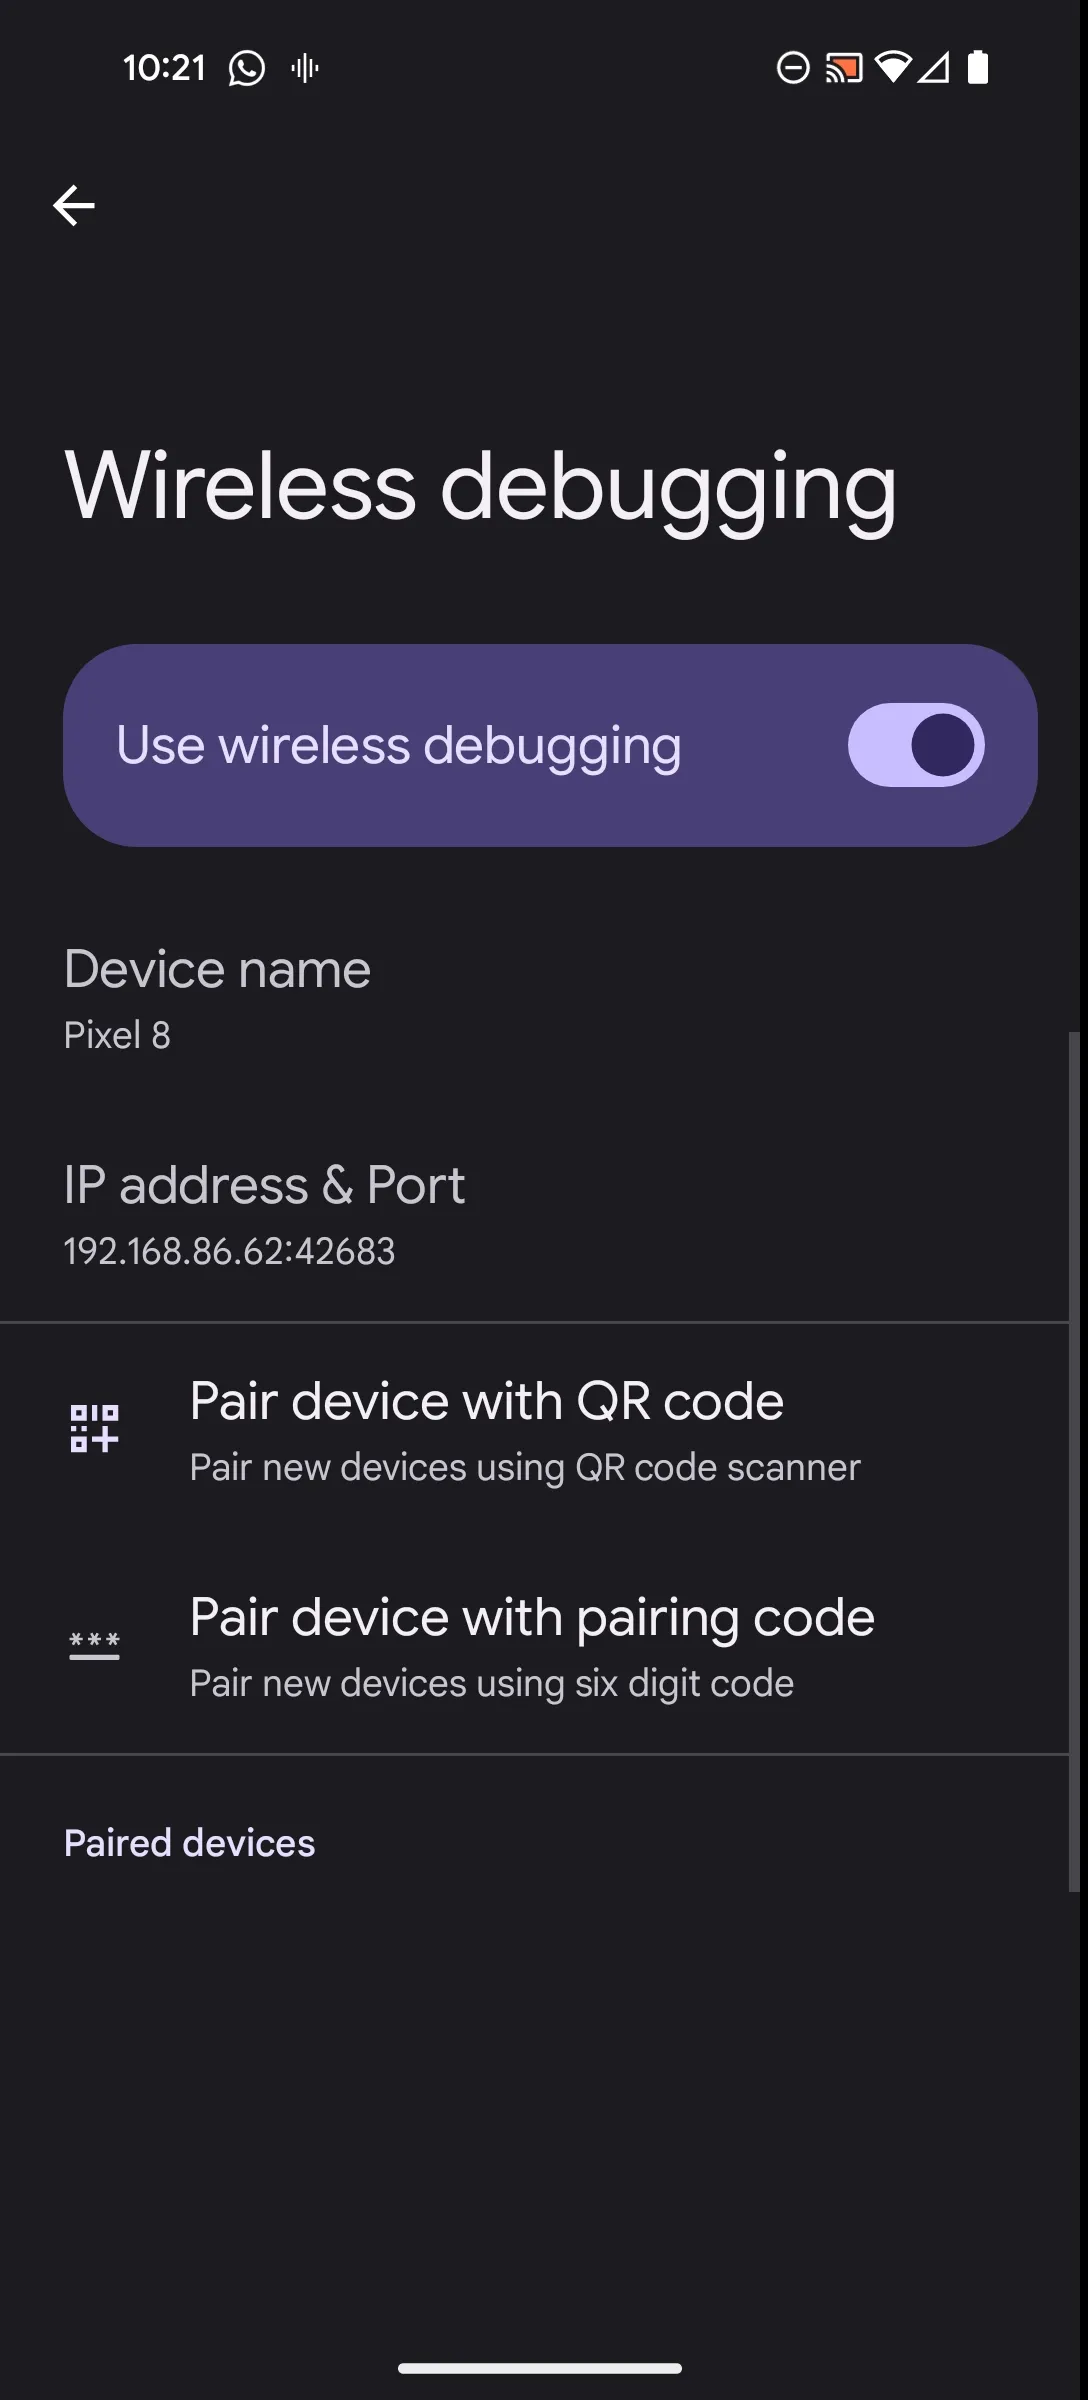 10:21
Wireless debugging
Use wireless debugging
Device name
Pixel 8
IP address & Port
192.168.86.62:42683
Pair device with QR code
Pair new devices using QR code scanner
Pair device with pairing code
Pair new devices using six digit code
Paired devices